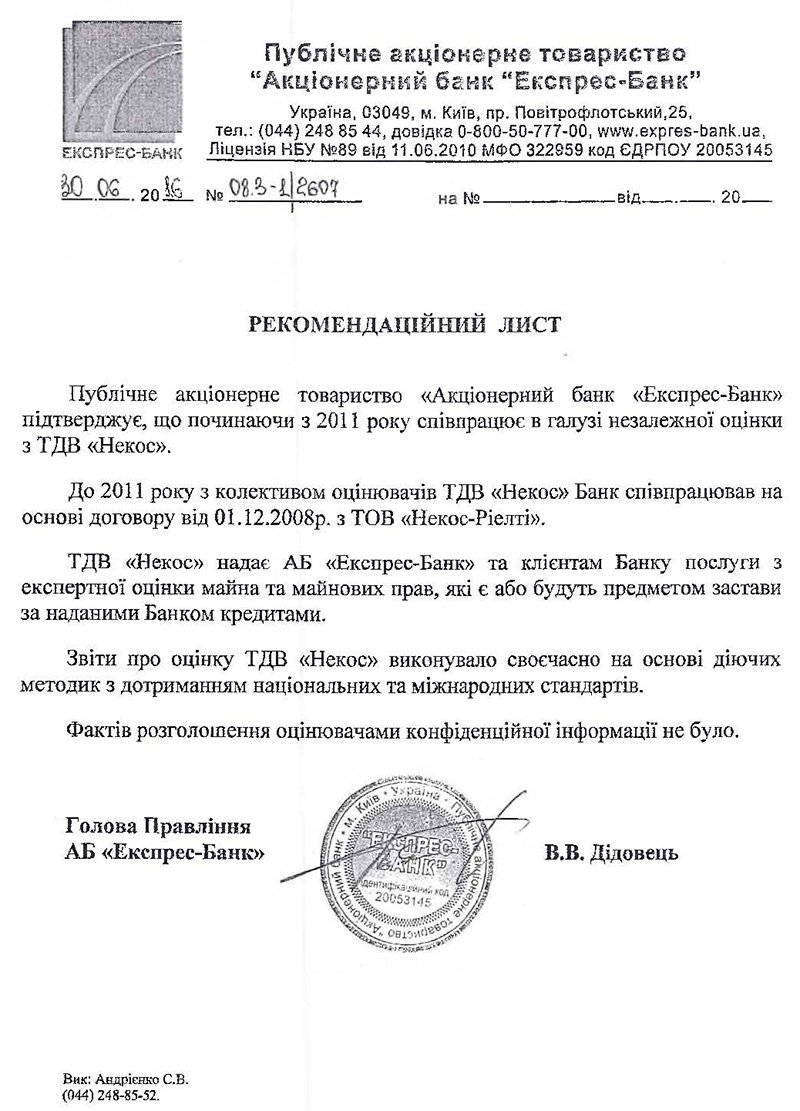 Публічне акціонерне товариство
“Акціонерний банк “Експрес-Банк”
Україна, 03049, м. Київ, пр. Повітрофлотський,25,
тел.: (044) 248 85 44, довідка 0-800-50-777-00, www.expres-bank.ua,
Ліцензія НБУ №89 від 11.06.2010 МФО 322959 код ЄДРПОУ 20053145
ЕКСПРЕС-БАНК
30.06.2016 № 08.3-1/2607 на № від . . 20
РЕКОМЕНДАЦІЙНИЙ ЛИСТ
Публічне акціонерне товариство «Акціонерний банк «Експрес-Банк»
підтверджує, що починаючи з 2011 року співпрацює в галузі незалежної оцінки
з ТДВ «Некос».
До 2011 року з колективом оцінювачів ТДВ «Некос» Банк співпрацював на
основі договору від 01.12.2008р. з ТОВ «Некос-Ріелті».
ТДВ «Некос» надає АБ «Експрес-Банк» та клієнтам Банку послуги з
експертної оцінки майна та майнових прав, які є або будуть предметом застави
за наданими Банком кредитами.
Звіти про оцінку ТДВ «Некос» виконувало своєчасно на основі діючих
методик з дотриманням національних та міжнародних стандартів.
Фактів розголошення оцінювачами конфіденційної інформації не було.
Голова Правління
АБ «Експрес-Банк»
В.В. Дідовець
м. Київ • Україна • Публічне акціонерне товариство "Акціонерний банк
"ЕКСПРЕС-
БАНК"
ідентифікаційний код
20053145
Вик: Андрієнко С.В.
(044) 248-85-52.